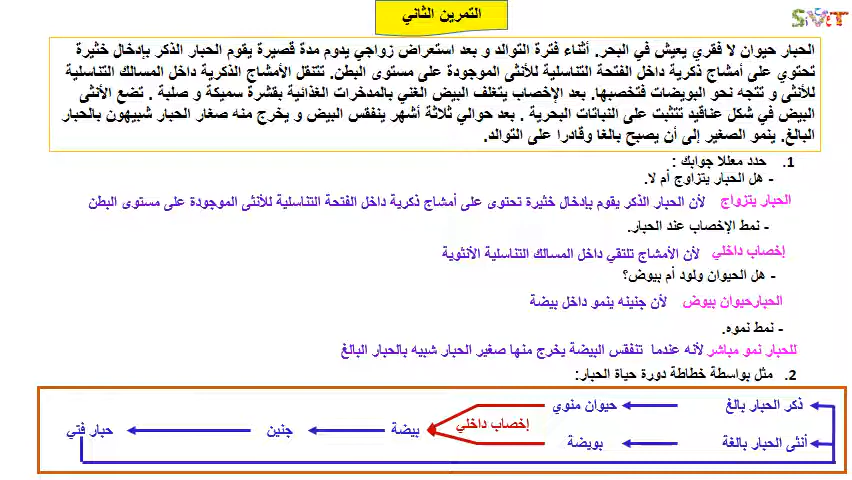 التمرين الثاني
SVT
الحبار حيوان لا فقري يعيش في البحر. أثناء فترة التوالد و بعد استعراض زواجي يدوم مدة قصيرة يقوم الحبار الذكر بإدخال خثيرة
تحتوي على أمشاج ذكرية داخل الفتحة التناسلية للأنثى الموجودة على مستوى البطن. تتنقل الأمشاج الذكرية داخل المسالك التناسلية
للأنثى و تتجه نحو البويضات فتخصبها. بعد الإخصاب يتغلف البيض الغني بالمدخرات الغذائية بقشرة سميكة و صلبة . تضع الأنثى
البيض في شكل عناقيد تتثبت على النباتات البحرية . بعد حوالي ثلاثة أشهر ينفقس البيض و يخرج منه صغار الحبار شبيهون بالحبار
البالغ. ينمو الصغير إلى أن يصبح بالغا وقادرا على التوالد.
1. حدد معللا جوابك :
- هل الحبار يتزاوج أم لا.
الحبار يتزواج لأن الحبار الذكر يقوم بإدخال خثيرة تحتوى على أمشاج ذكرية داخل الفتحة التناسلية للأنثى الموجودة على مستوى البطن
- نمط الإخصاب عند الحبار.
إخصاب داخلي لأن الأمشاج تلتقي داخل المسالك التناسلية الأنثوية
- هل الحيوان ولود أم بيوض؟
الحبارحيوان بيوض لأن جنينه ينمو داخل بيضة
- نمط نموه.
للحبار نمو مباشر لأنه عندما تنفقس البيضة يخرج منها صغير الحبار شبيه بالحبار البالغ
2. مثل بواسطة خطاطة دورة حياة الحبار:
ذكر الحبار بالغ حيوان منوي
إخصاب داخلي بيضة جنين حبار فتي
أنثى الحبار بالغة بويضة